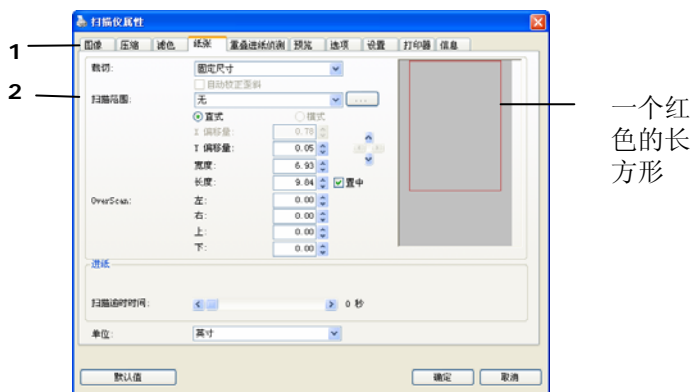 扫描仪属性
图像 压缩 滤色 纸张 重叠进纸侦测 预览 选项 设置 打印器 信息
1
裁切: 固定尺寸
自动校正歪斜
2
扫描范围: 无 ...
直式 横式
X 偏移量: 0.78
Y 偏移量: 0.05
宽度: 6.93
长度: 9.84 置中
OverScan: 左: 0.00
右: 0.00
上: 0.00
下: 0.00
进纸
扫描逾时时间: 0 秒
单位: 英寸
默认值 确定 取消
一个红
色的长
方形